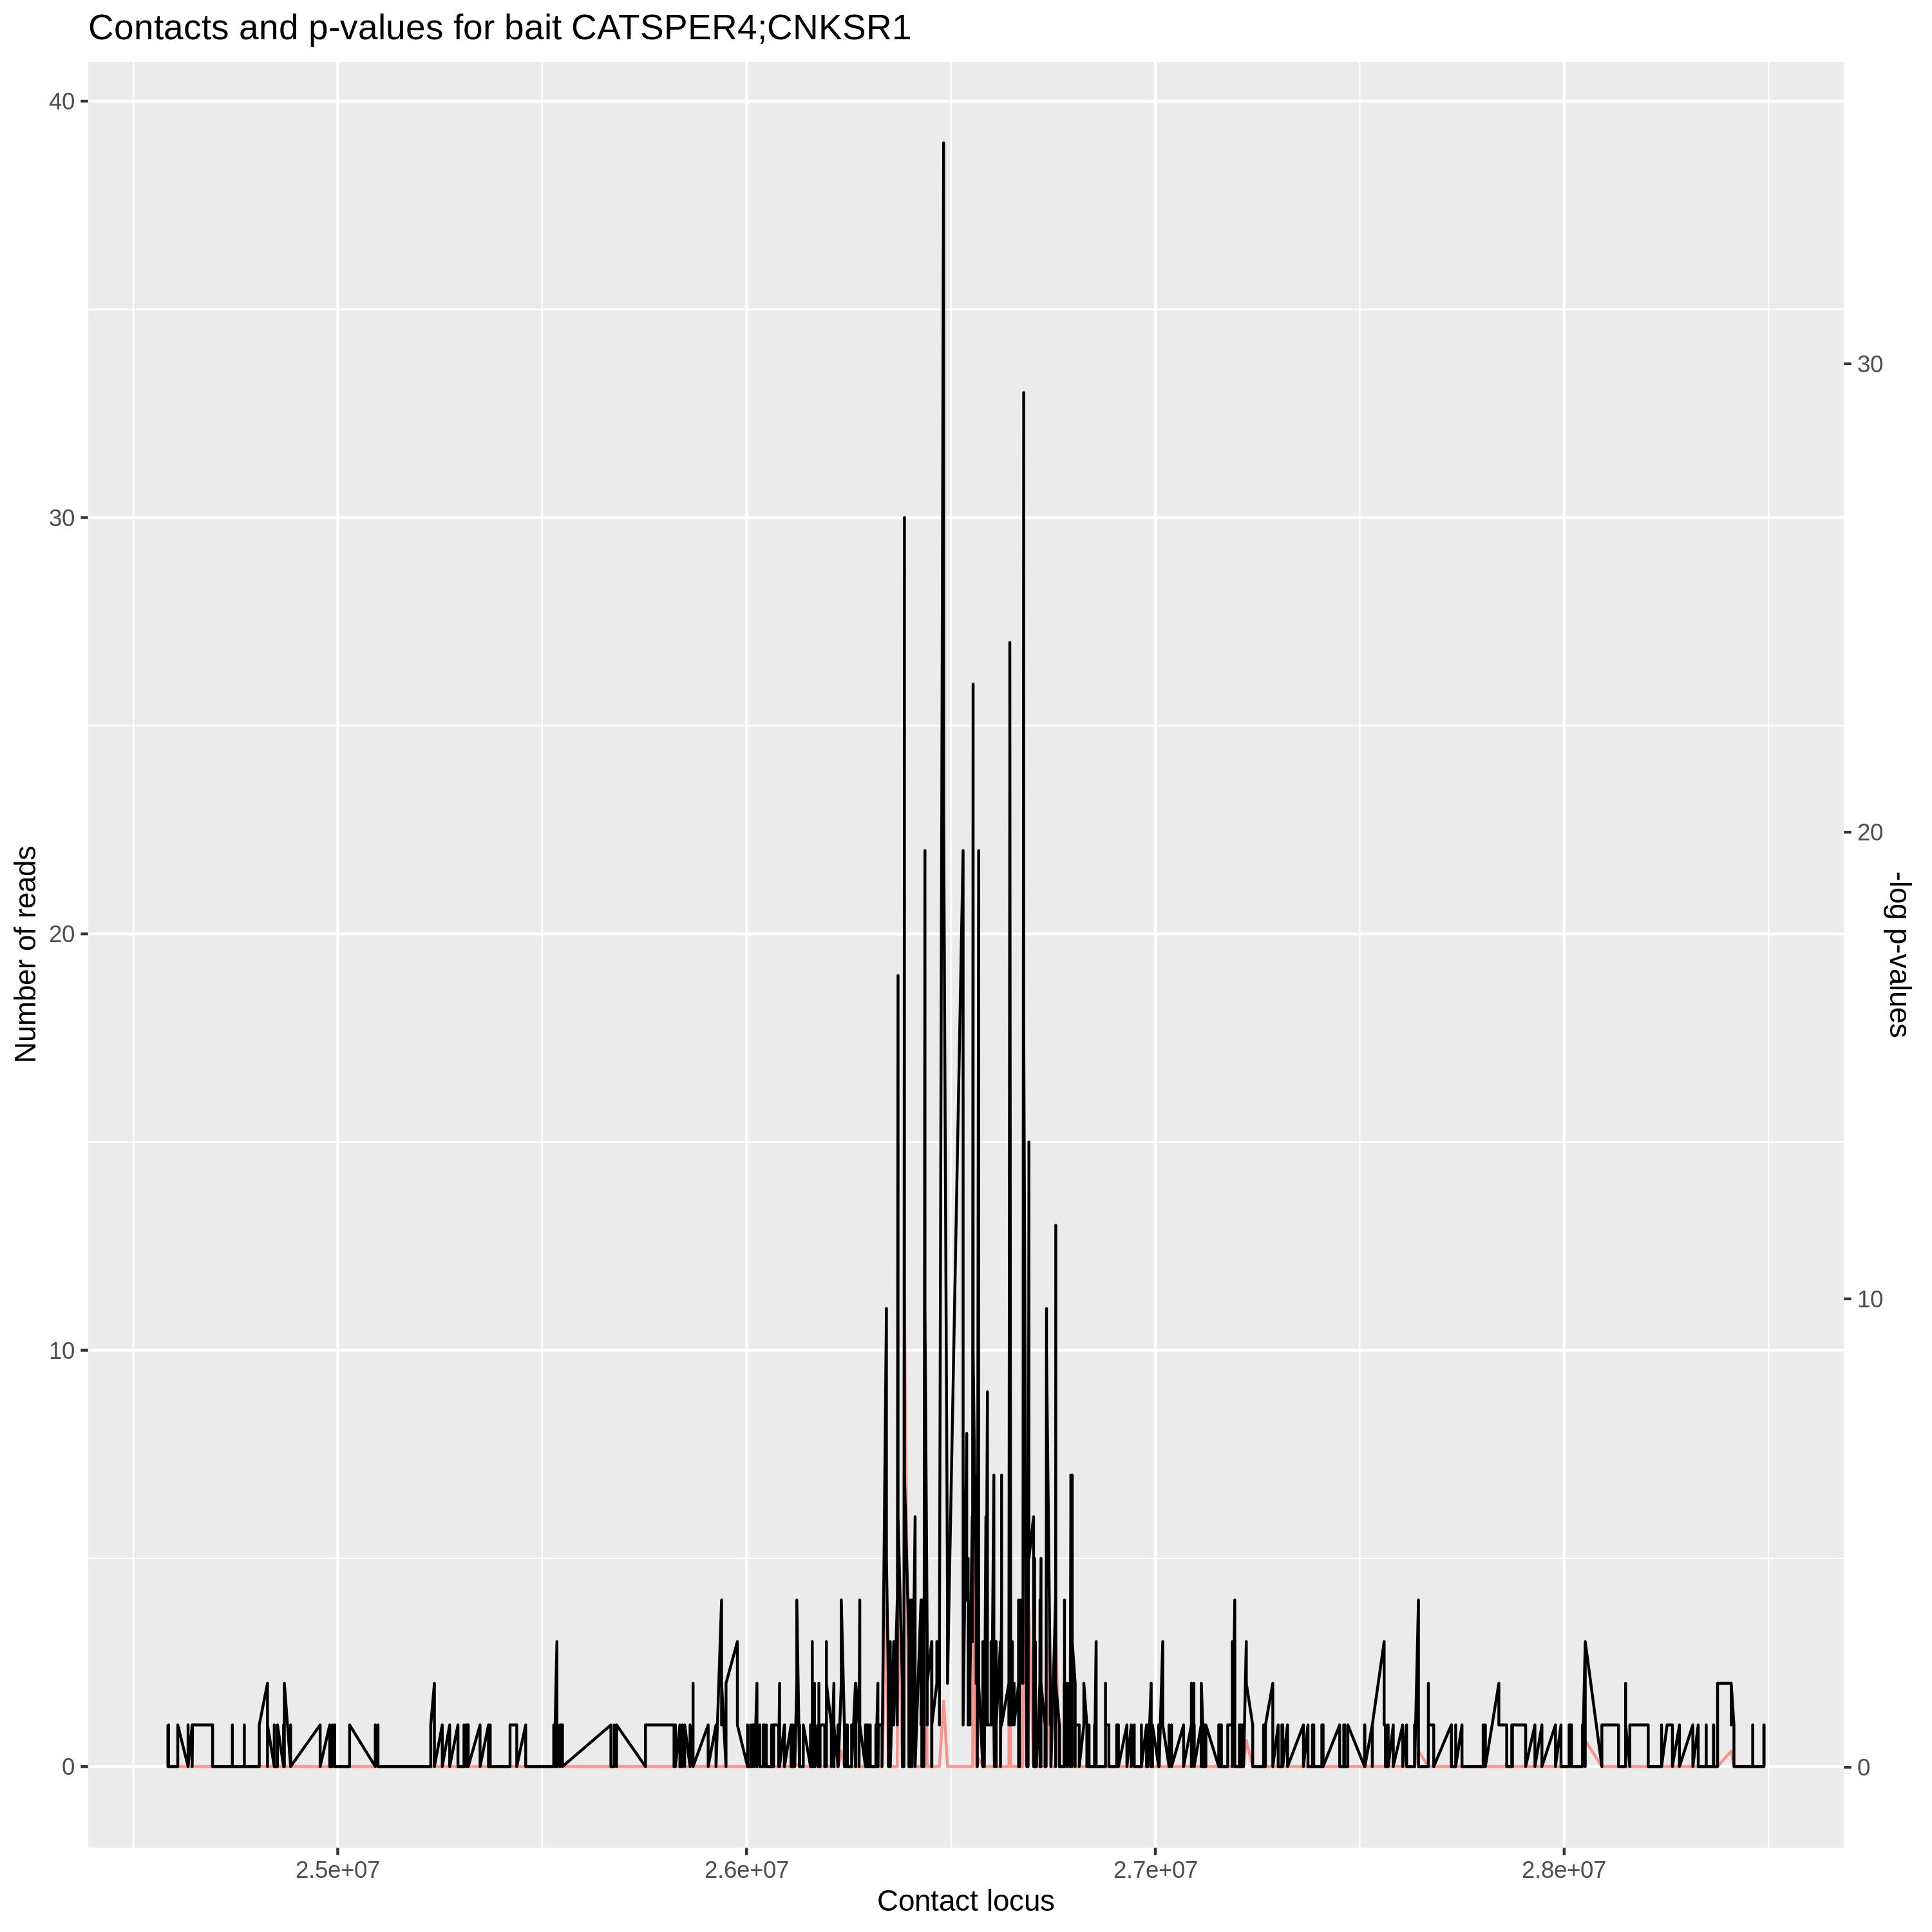 Contacts and p-values for bait CATSPER4;CNKSR1
40
30
20
10
0
Number of reads
30
20
10
0
-log p-values
2.5e+07 2.6e+07 2.7e+07 2.8e+07
Contact locus